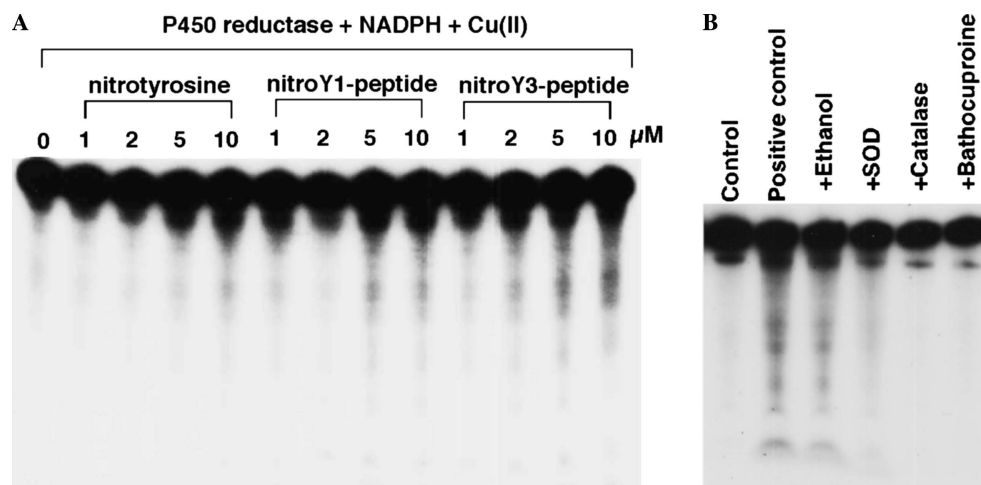 A
P450 reductase + NADPH + Cu(II)
nitrotyrosine nitroY1-peptide nitroY3-peptide
0 1 2 5 10 1 2 5 10 1 2 5 10 µM
B
Control
Positive control
+Ethanol
+SOD
+Catalase
+Bathocuproine